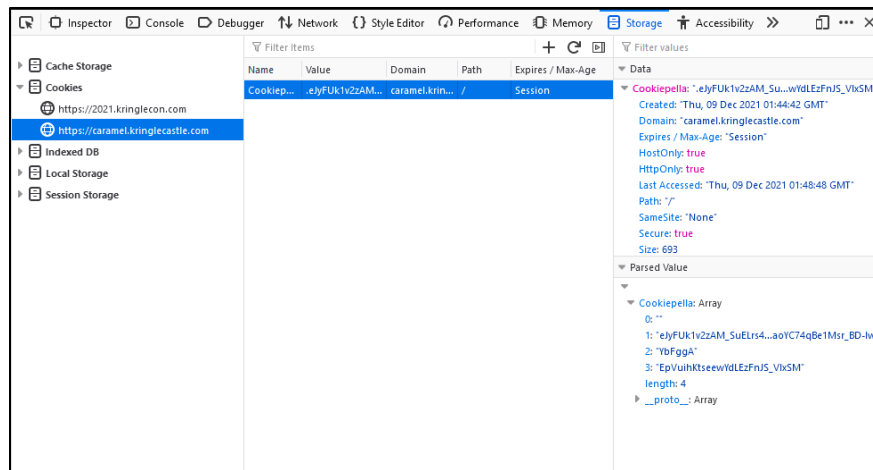 Inspector Console Debugger Network {} Style Editor Performance Memory Storage Accessibility
Filter Items
Filter values
Cache Storage
Cookies
https://2021.kringlecon.com
https://caramel.kringlecastle.com
Indexed DB
Local Storage
Session Storage
Name Value Domain Path Expires / Max-Age
Cookiep... .eJyFUk1v2zAM... caramel.krin... / Session
Data
Cookiepella: ".eJyFUk1v2zAM_Su...wYdLEzFnJS_VlxSM
Created: "Thu, 09 Dec 2021 01:44:42 GMT"
Domain: "caramel.kringlecastle.com"
Expires / Max-Age: "Session"
HostOnly: true
HttpOnly: true
Last Accessed: "Thu, 09 Dec 2021 01:48:48 GMT"
Path: "/"
SameSite: "None"
Secure: true
Size: 693
Parsed Value
Cookiepella: Array
0: ""
1: "eJyFUk1v2zAM_SuELrs4...aoYC74qBe1Msr_BD-lw
2: "YbFggA"
3: "EpVuihKtseewYdLEzFnJS_VlxSM"
length: 4
__proto__: Array